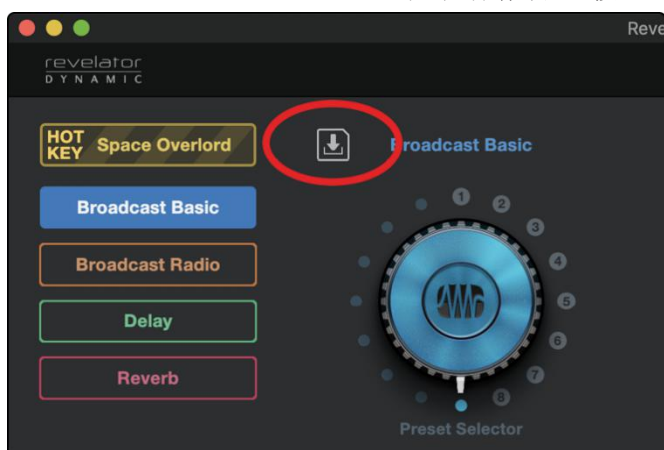 Reve
revelator
DYNAMIC
HOT KEY Space Overlord
Broadcast Basic
Broadcast Basic
Broadcast Radio
Delay
Reverb
1
2
3
4
5
6
7
8
Preset Selector